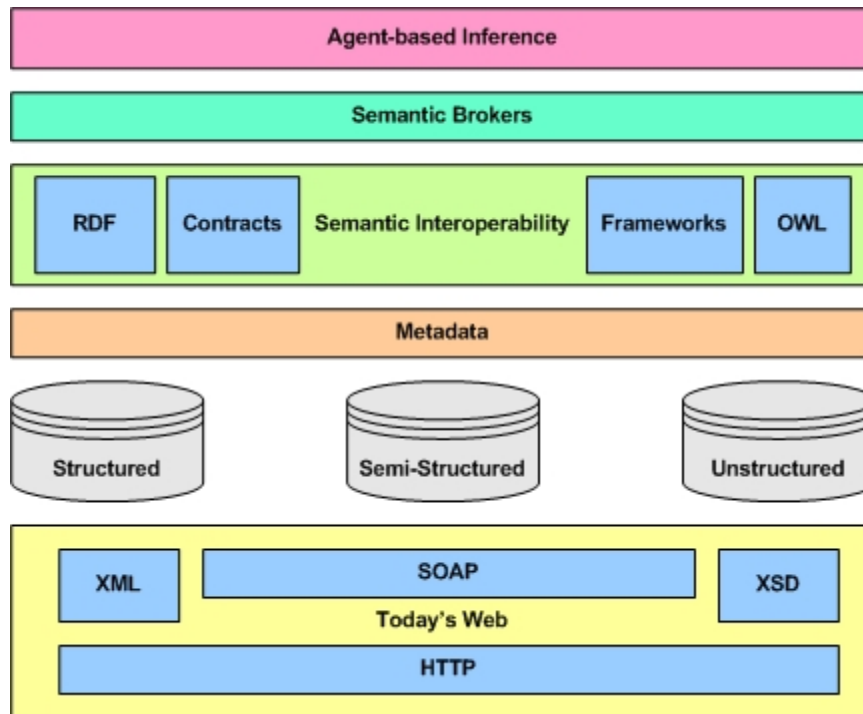 Agent-based Inference
Semantic Brokers
RDF
Contracts
Semantic Interoperability
Frameworks
OWL
Metadata
Structured
Semi-Structured
Unstructured
XML
SOAP
XSD
Today's Web
HTTP